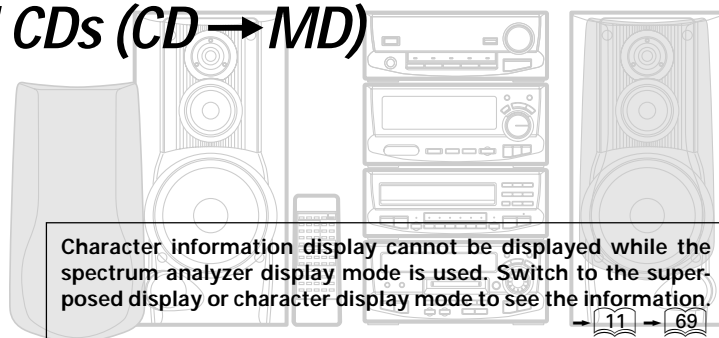 CDs (CD → MD)
Character information display cannot be displayed while the
spectrum analyzer display mode is used. Switch to the super-
posed display or character display mode to see the information.
→ 11 → 69